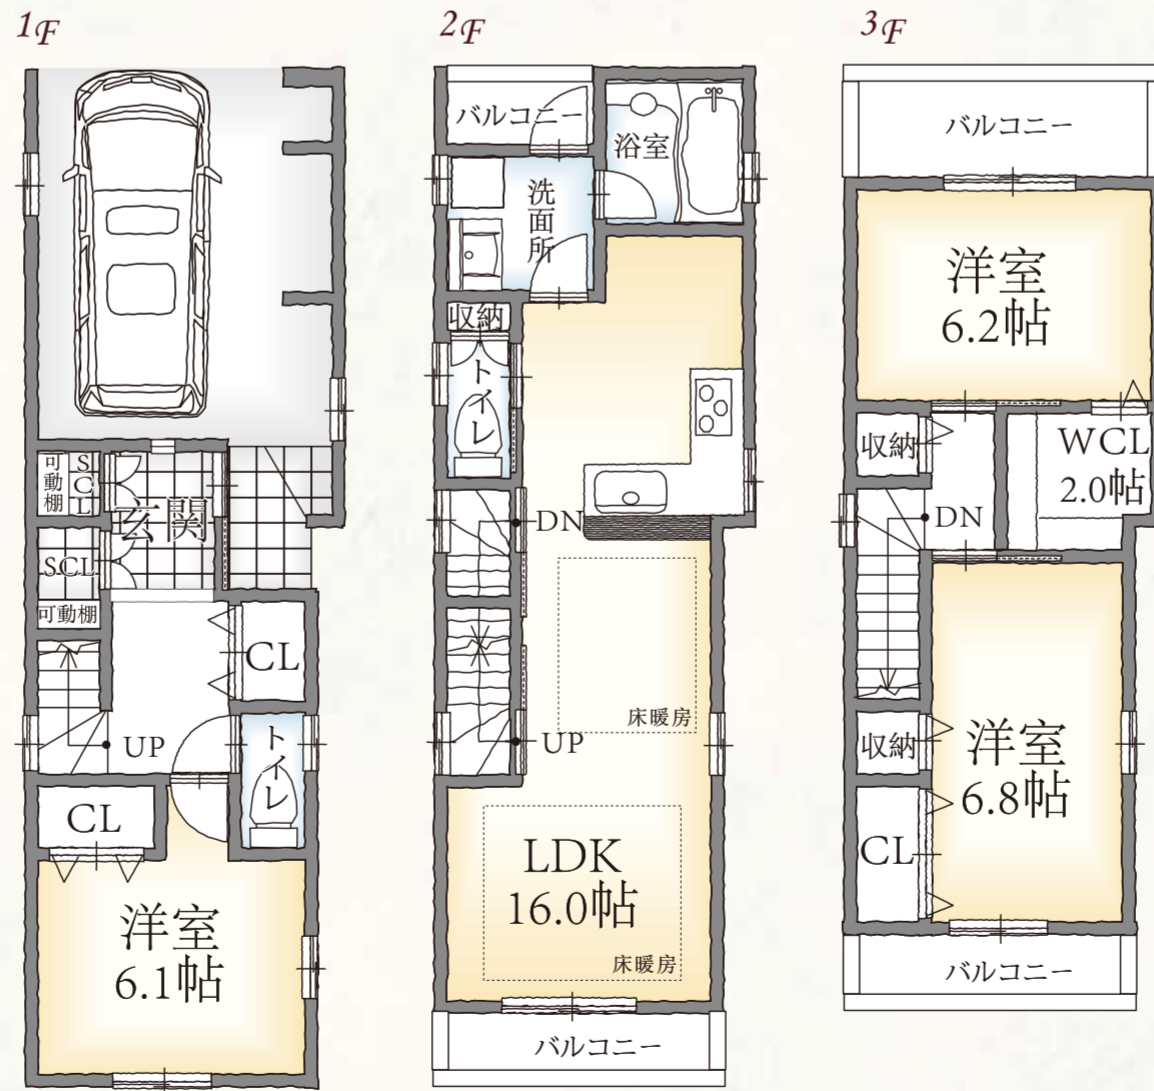 1F
可動棚
SCL
玄関
SCL
可動棚
CL
UP
トイレ
CL
洋室
6.1帖
2F
バルコニー
浴室
洗面所
収納
トイレ
DN
床暖房
UP
LDK
16.0帖
床暖房
バルコニー
3F
バルコニー
洋室
6.2帖
収納
WCL
2.0帖
DN
収納
洋室
6.8帖
CL
バルコニー